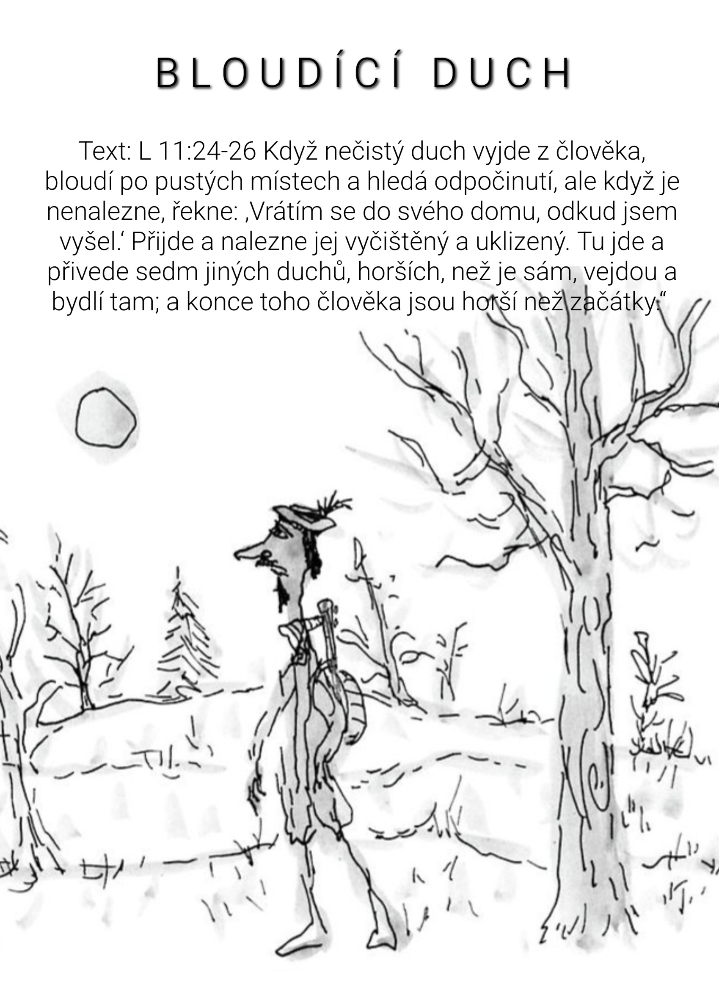 BLOUDÍCÍ DUCH
Text: L 11:24-26 Když nečistý duch vyjde z člověka,
bloudí po pustých místech a hledá odpočinutí, ale když je
nenalezne, řekne: ‚Vrátím se do svého domu, odkud jsem
vyšel.‘ Přijde a nalezne jej vyčištěný a uklizený. Tu jde a
přivede sedm jiných duchů, horších, než je sám, vejdou a
bydlí tam; a konce toho člověka jsou horší než začátky.“